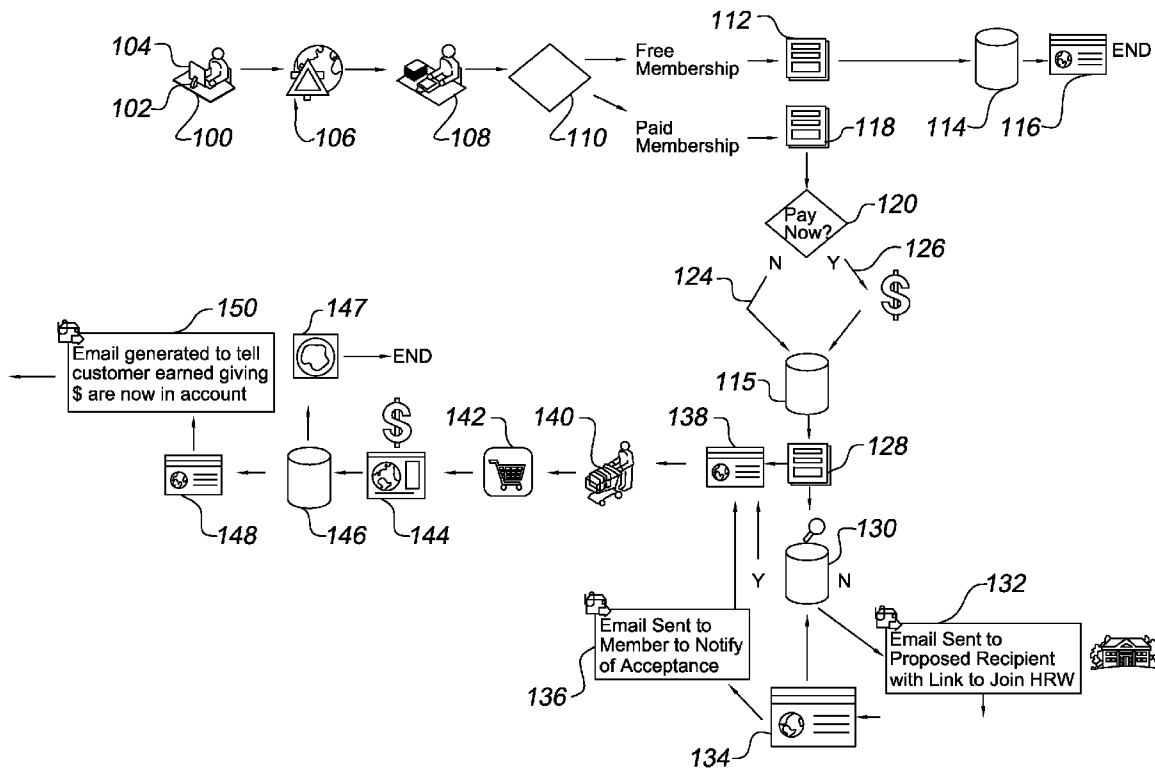 104
102
100
106
108
110
Free
Membership
Paid
Membership
112
118
114
116
END
120
Pay
Now?
N
Y
124
126
115
150
Email generated to tell
customer earned giving
$ are now in account
147
END
148
146
$
144
142
140
138
128
$
130
Y
N
132
Email Sent to
Proposed Recipient
with Link to Join HRW
Email Sent to
Member to Notify
of Acceptance
136
134